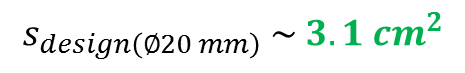 s_design(∅20 mm) ~ 3.1 cm²